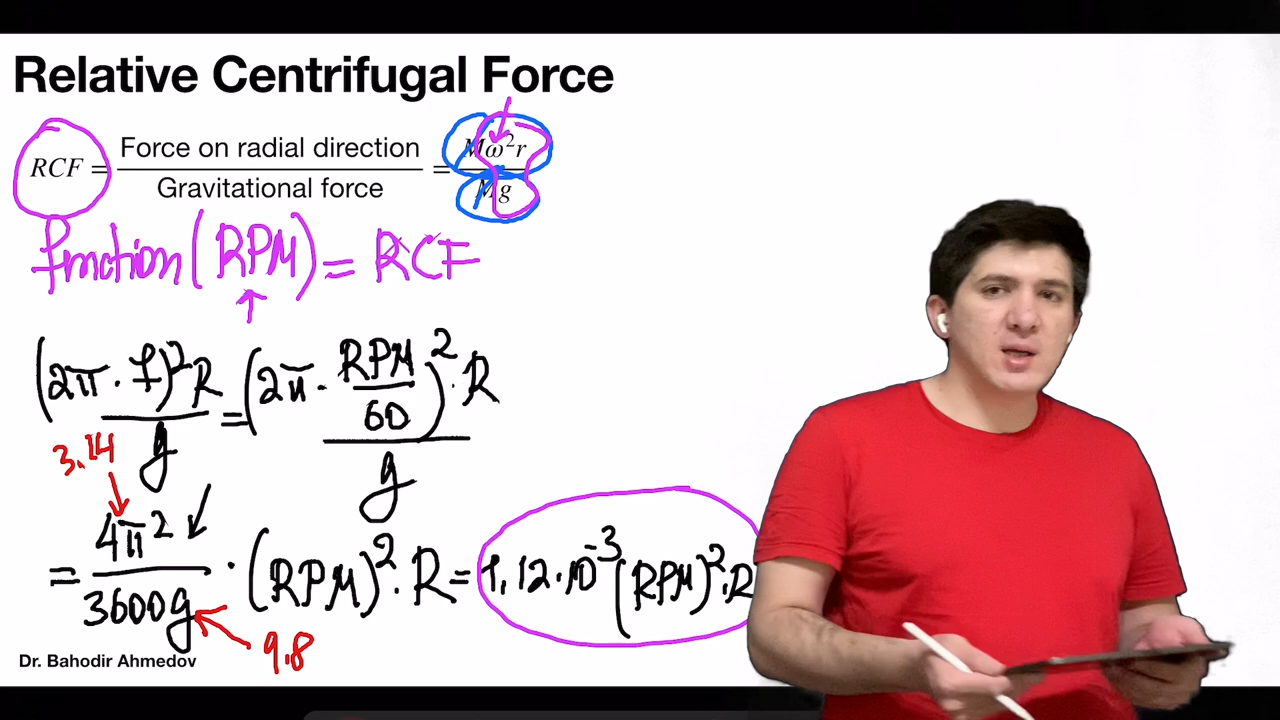 Relative Centrifugal Force
RCF = Force on radial direction / Gravitational force = Mω²r / Mg
function (RPM) = RCF
(2π · f)² R / g = (2π · RPM / 60)² · R / g
3.14
= 4π² / 3600g · (RPM)² · R = 1.12 · 10⁻³ (RPM)² · R
9.8
Dr. Bahodir Ahmedov